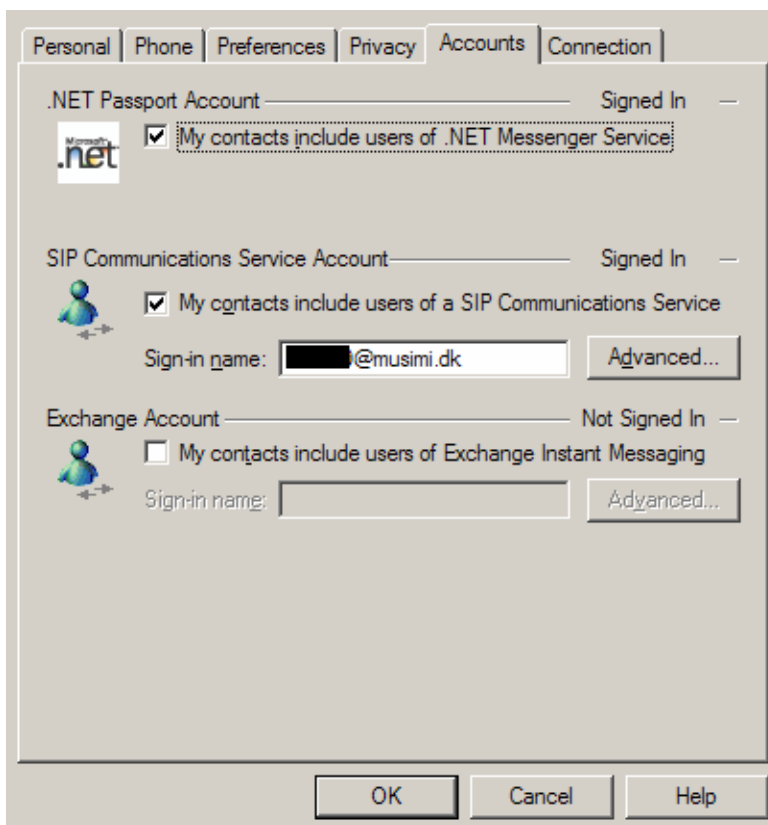 Personal Phone Preferences Privacy Accounts Connection
.NET Passport Account Signed In
Microsoft
.net
My contacts include users of .NET Messenger Service
SIP Communications Service Account Signed In
My contacts include users of a SIP Communications Service
Sign-in name: @musimi.dk Advanced...
Exchange Account Not Signed In
My contacts include users of Exchange Instant Messaging
Sign-in name: Advanced...
OK Cancel Help